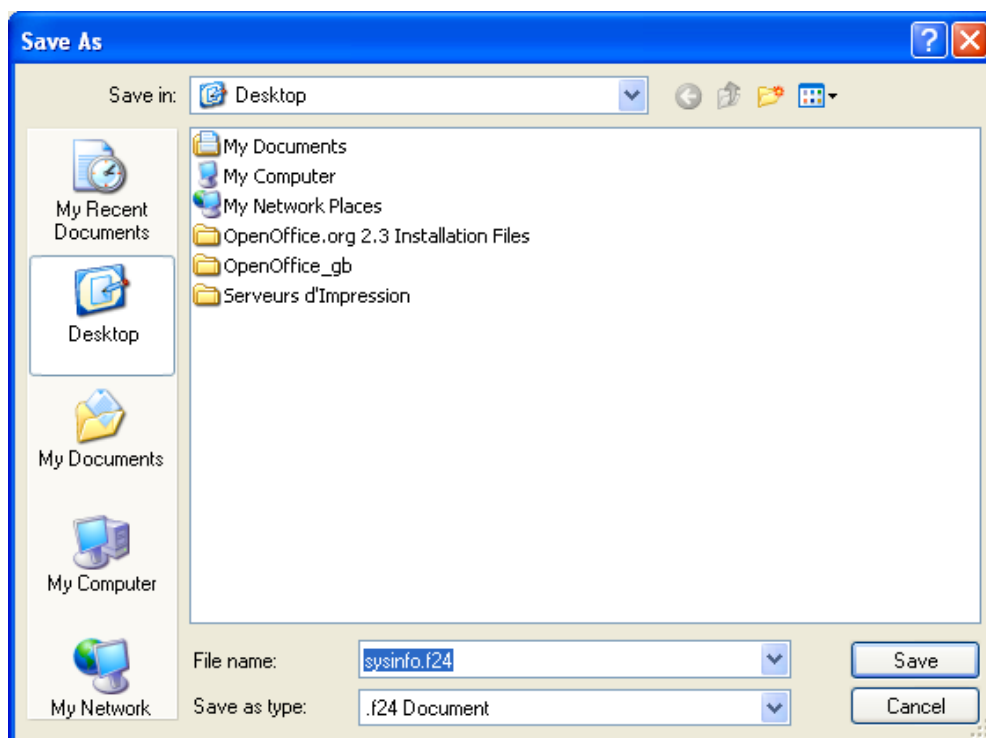 Save As
Save in:
Desktop
My Recent
Documents
Desktop
My Documents
My Computer
My Network
My Documents
My Computer
My Network Places
OpenOffice.org 2.3 Installation Files
OpenOffice_gb
Serveurs d'Impression
File name:
sysinfo.f24
Save
Save as type:
.f24 Document
Cancel